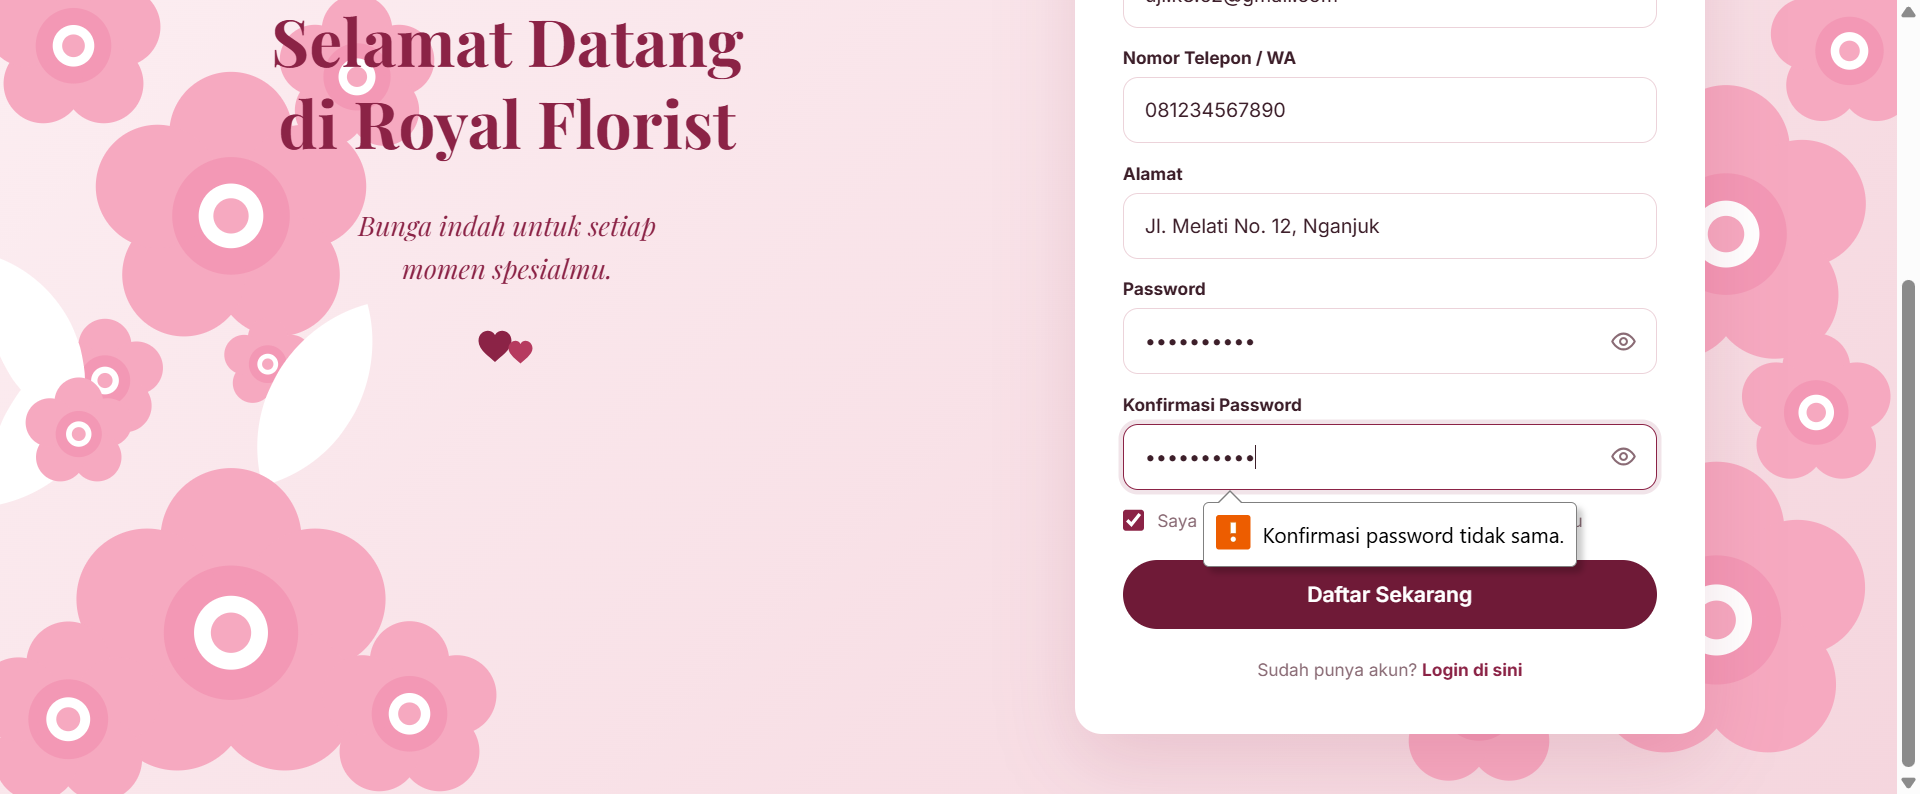 Selamat Datang
di Royal Florist
Bunga indah untuk setiap
momen spesialmu.
Nomor Telepon / WA
081234567890
Alamat
Jl. Melati No. 12, Nganjuk
Password
••••••••••
Konfirmasi Password
••••••••••
Saya
Konfirmasi password tidak sama.
Daftar Sekarang
Sudah punya akun? Login di sini